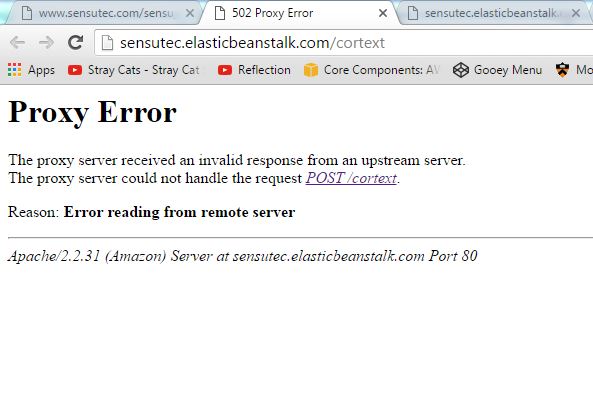 www.sensutec.com/sensu
502 Proxy Error
sensutec.elasticbeanstalk.com
sensutec.elasticbeanstalk.com/cortext
Apps
Stray Cats - Stray Cat
Reflection
Core Components: AW
Gooey Menu
Mo
Proxy Error
The proxy server received an invalid response from an upstream server.
The proxy server could not handle the request POST /cortext.
Reason: Error reading from remote server
Apache/2.2.31 (Amazon) Server at sensutec.elasticbeanstalk.com Port 80